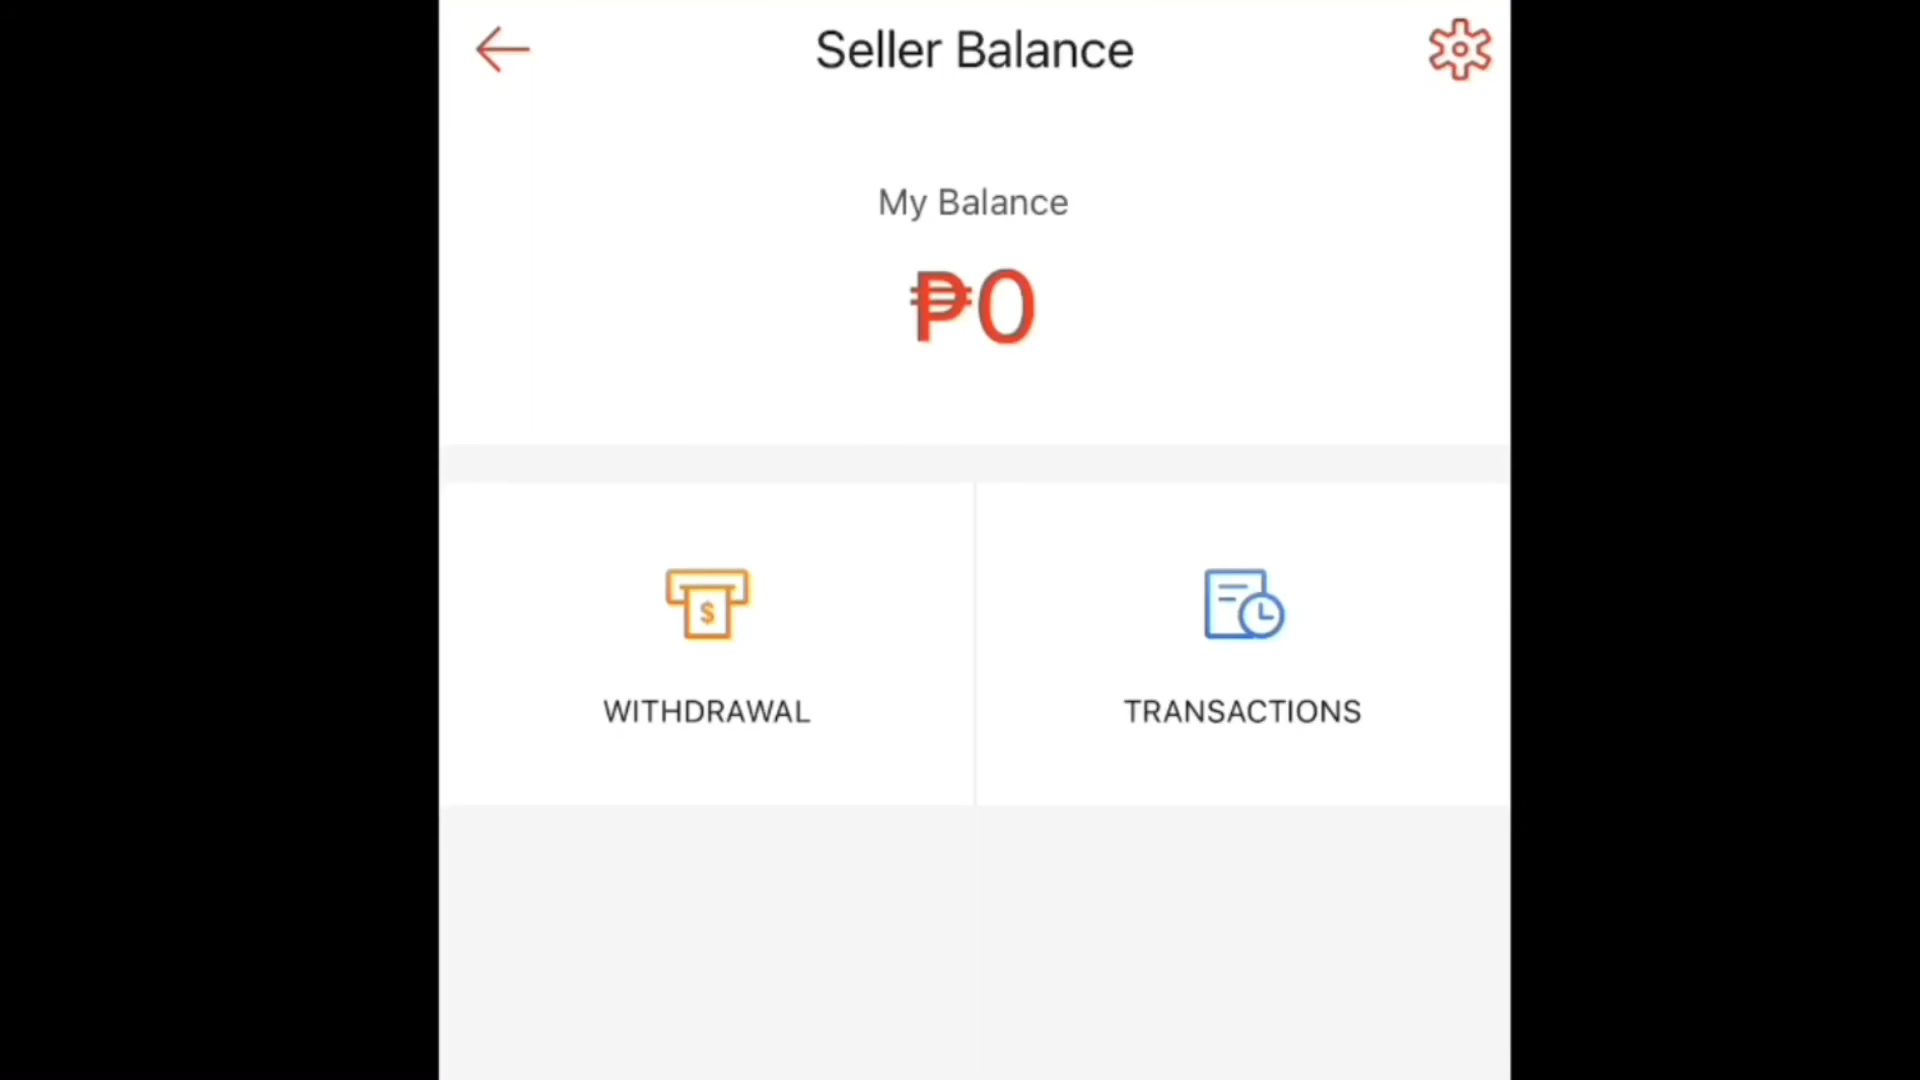 Seller Balance
My Balance
₱0
$
WITHDRAWAL
TRANSACTIONS